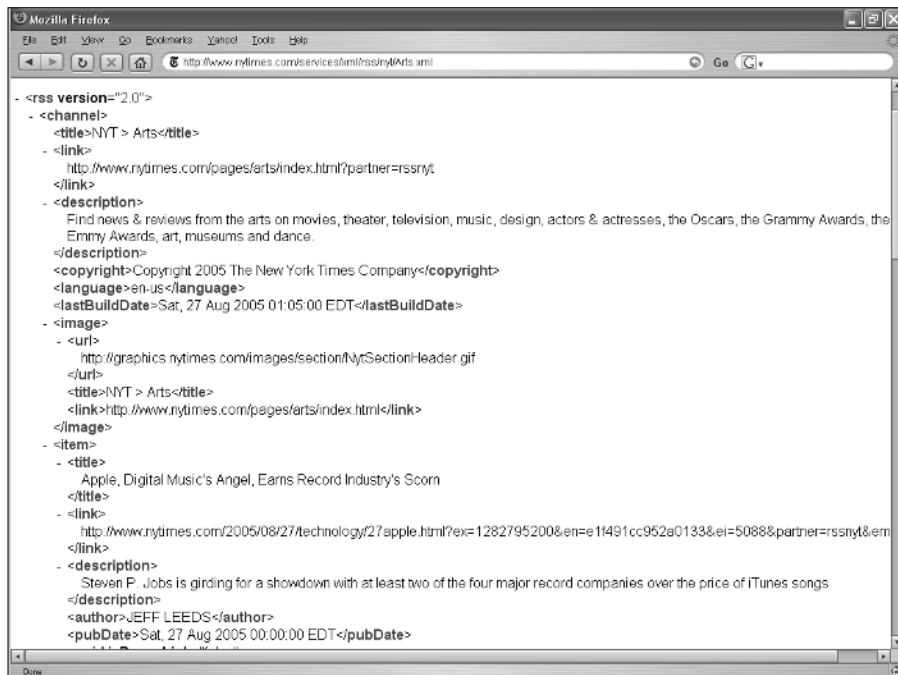 Mozilla Firefox
File Edit View Go Bookmarks Yahoo! Tools Help
http://www.nytimes.com/services/xml/rss/nyt/Arts.xml Go
- <rss version="2.0">
- <channel>
<title>NYT > Arts</title>
- <link>
http://www.nytimes.com/pages/arts/index.html?partner=rssnyt
</link>
- <description>
Find news & reviews from the arts on movies, theater, television, music, design, actors & actresses, the Oscars, the Grammy Awards, the
Emmy Awards, art, museums and dance.
</description>
<copyright>Copyright 2005 The New York Times Company</copyright>
<language>en-us</language>
<lastBuildDate>Sat, 27 Aug 2005 01:05:00 EDT</lastBuildDate>
- <image>
- <url>
http://graphics.nytimes.com/images/section/NytSectionHeader.gif
</url>
<title>NYT > Arts</title>
<link>http://www.nytimes.com/pages/arts/index.html</link>
</image>
- <item>
- <title>
Apple, Digital Music's Angel, Earns Record Industry's Scorn
</title>
- <link>
http://www.nytimes.com/2005/08/27/technology/27apple.html?ex=1282795200&en=e1f491cc952a0133&ei=5088&partner=rssnyt&em
</link>
- <description>
Steven P. Jobs is girding for a showdown with at least two of the four major record companies over the price of iTunes songs.
</description>
<author>JEFF LEEDS</author>
<pubDate>Sat, 27 Aug 2005 00:00:00 EDT</pubDate>
Done